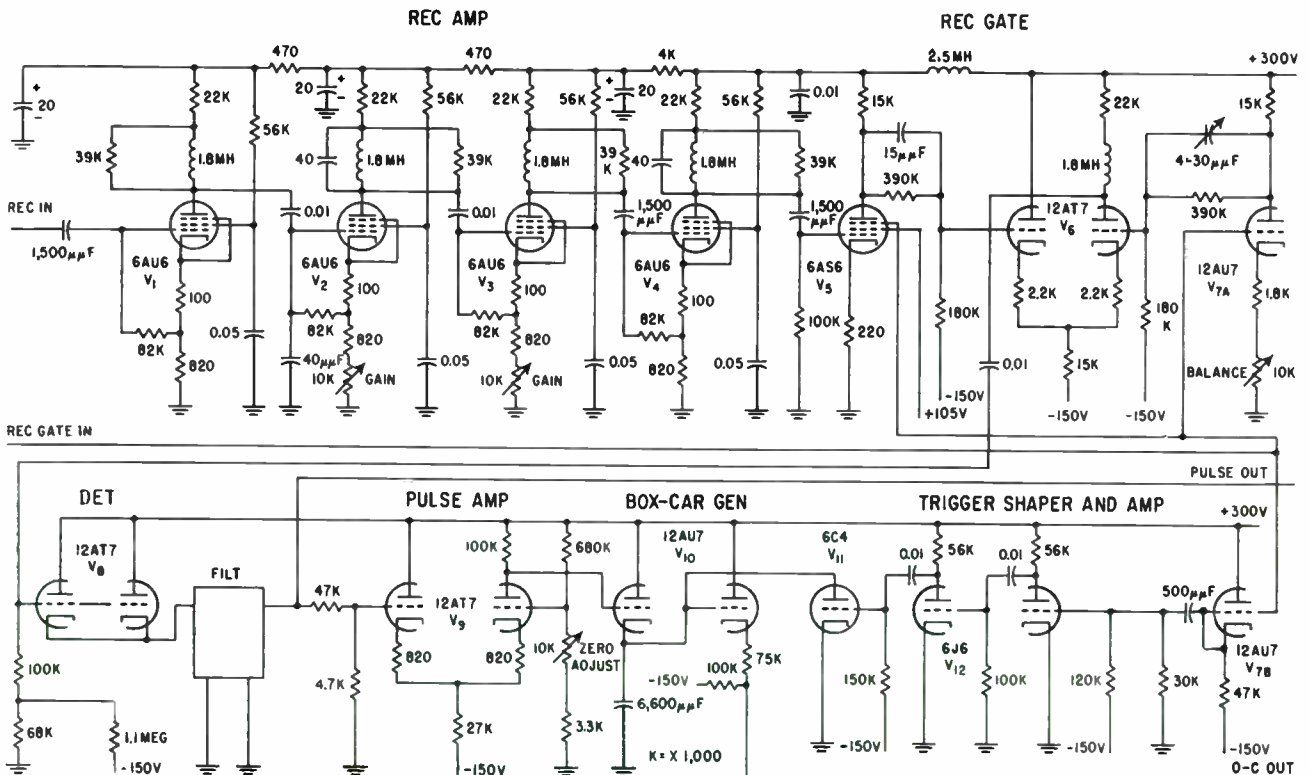 REC AMP
REC GATE
470
470
4K
2.5MH
+300V
+
20
-
22K
56K
20
+
-
22K
56K
22K
56K
+
20
-
22K
56K
0.01
15K
22K
15K
39K
1.8MH
40
1.8MH
39K
1.8MH
39
K
40
1.8MH
39K
15μμF
390K
1.8MH
4-30μμF
390K
REC IN
1,500μμF
0.01
0.01
1,500
μμF
1,500
μμF
12AT7
V6
6AU6
V1
6AU6
V2
6AU6
V3
6AU6
V4
6AS6
V5
12AU7
V7A
100
100
100
100
82K
820
0.05
82K
820
40μμF
10K
GAIN
0.05
82K
820
10K
GAIN
0.05
82K
820
0.05
100K
220
180K
-150V
+105V
0.01
2.2K
2.2K
15K
-150V
180
K
-150V
1.8K
BALANCE
10K
REC GATE IN
PULSE OUT
DET
PULSE AMP
BOX-CAR GEN
TRIGGER SHAPER AND AMP
+300V
12AT7
V8
FILT
47K
100K
680K
12AU7
V10
6C4
V11
0.01
56K
0.01
56K
500μμF
12AT7
V9
6J6
V12
12AU7
V7B
100K
68K
1.1MEG
-150V
4.7K
820
820
27K
-150V
10K
ZERO
ADJUST
3.3K
-150V
100K
75K
6,600μμF
K = X 1,000
150K
-150V
100K
120K
-150V
30K
47K
-150V
O-C OUT